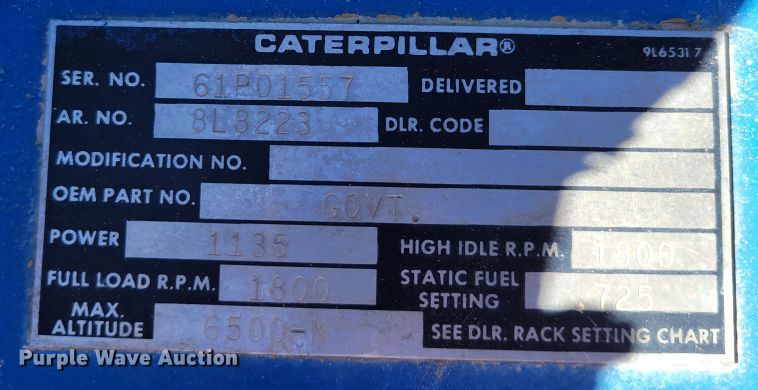 CATERPILLAR® 9L6531 7
SER. NO. 61P01557 DELIVERED
AR. NO. 8L8223 DLR. CODE
MODIFICATION NO.
OEM PART NO. GOVT.
POWER 1135 HIGH IDLE R.P.M. 1800
FULL LOAD R.P.M. 1800 STATIC FUEL SETTING .725
MAX. ALTITUDE 6500-N SEE DLR. RACK SETTING CHART
Purple Wave Auction